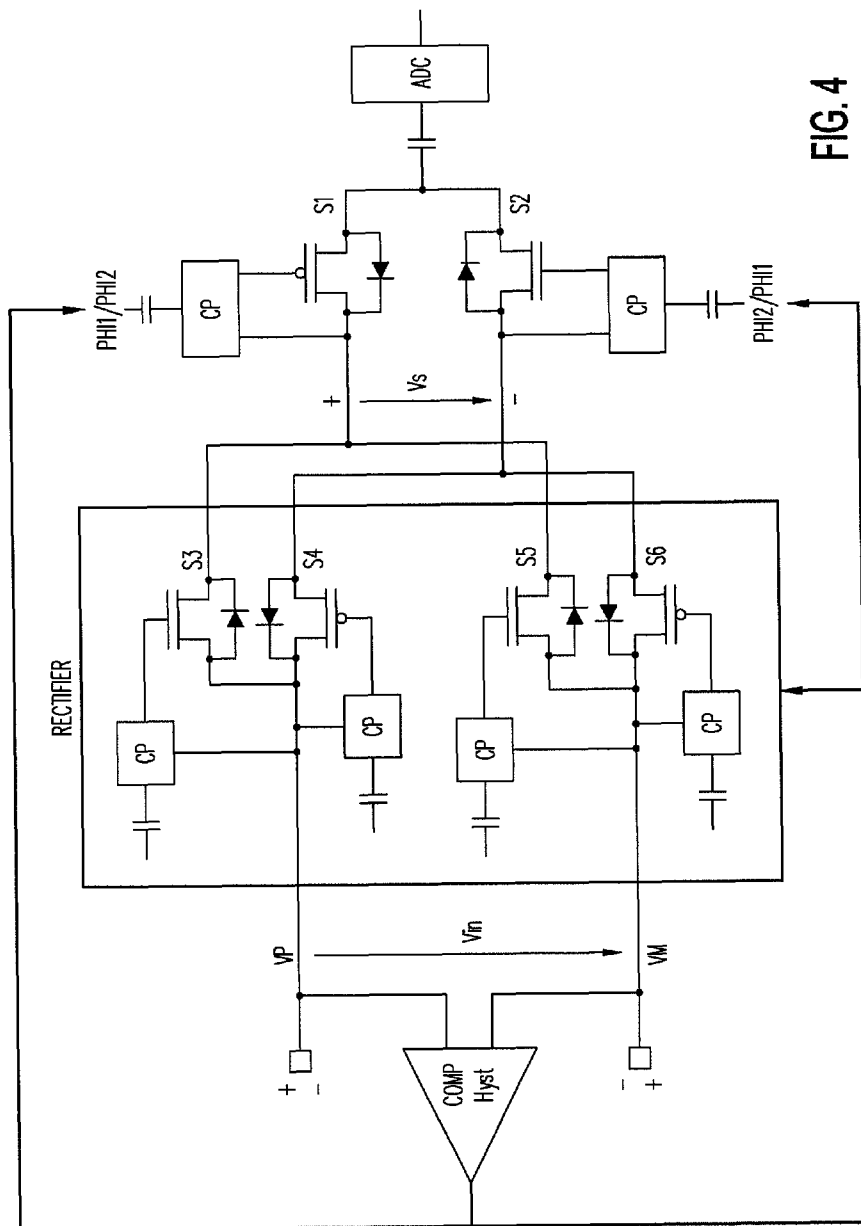 ADC
S1
S2
PHI1/PHI2
CP
CP
PHI2/PHI1
+
Vs
-
RECTIFIER
S3
S4
CP
CP
S5
S6
CP
CP
VP
Vin
VM
+
-
-
+
COMP
Hyst
FIG. 4